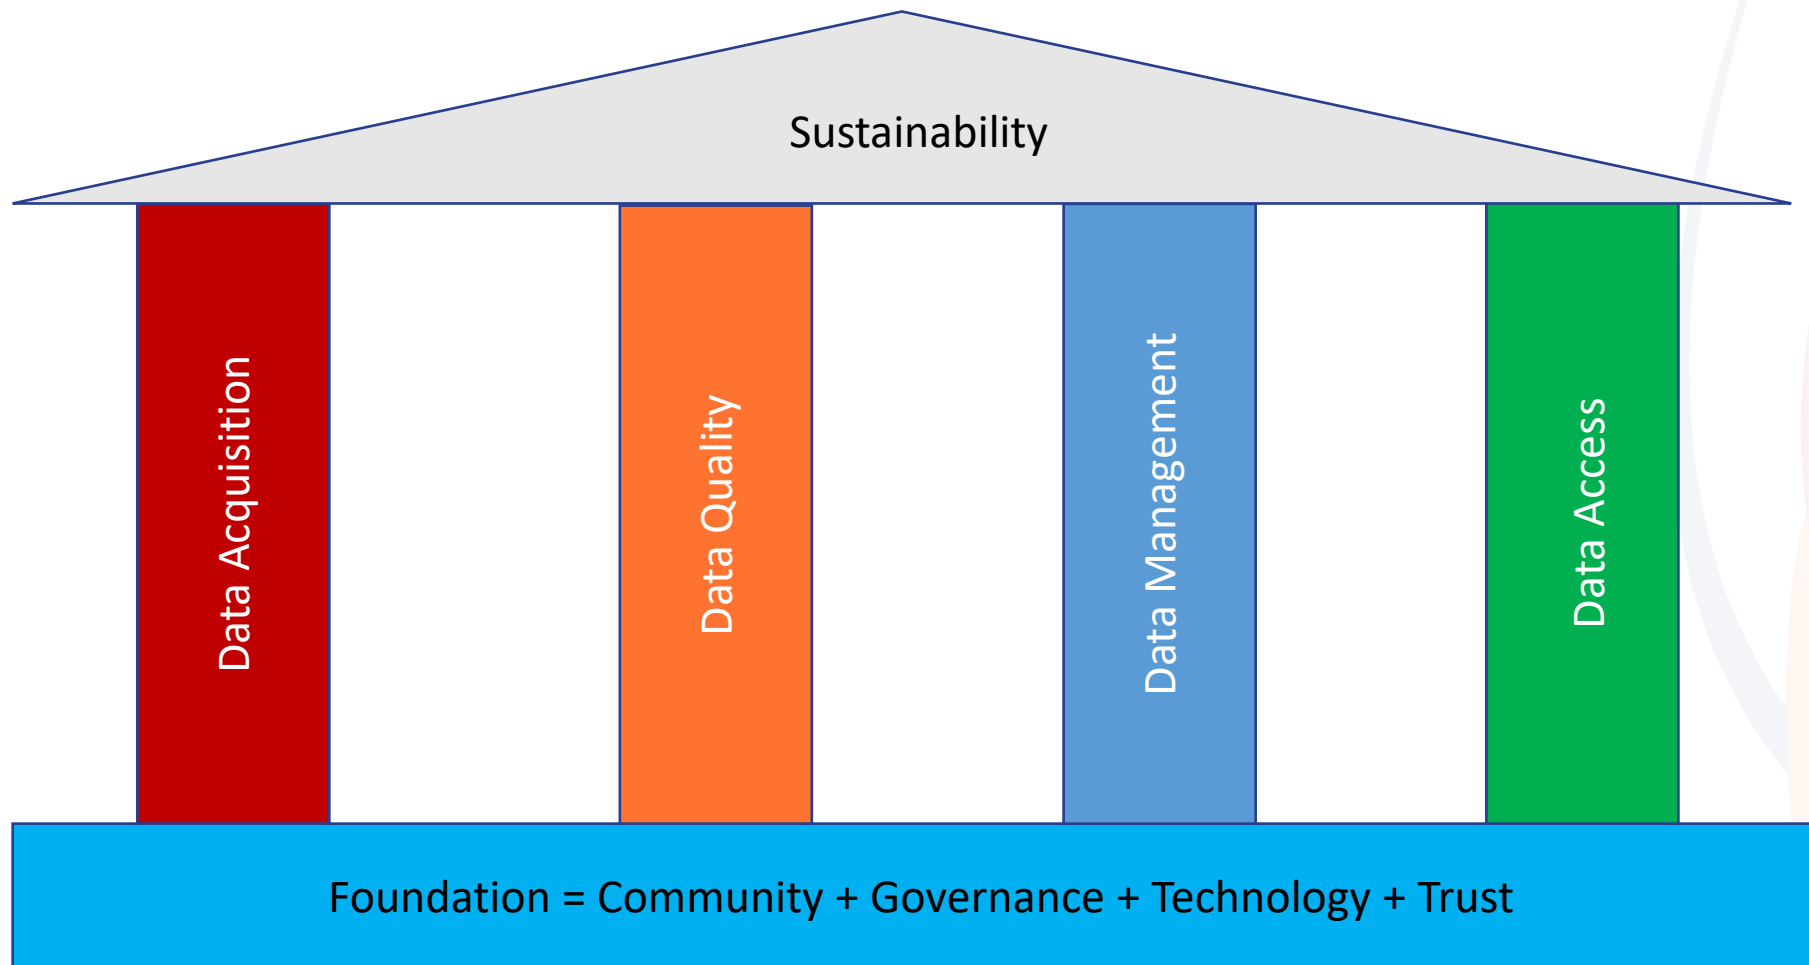 Sustainability
Data Acquisition
Data Quality
Data Management
Data Access
Foundation = Community + Governance + Technology + Trust